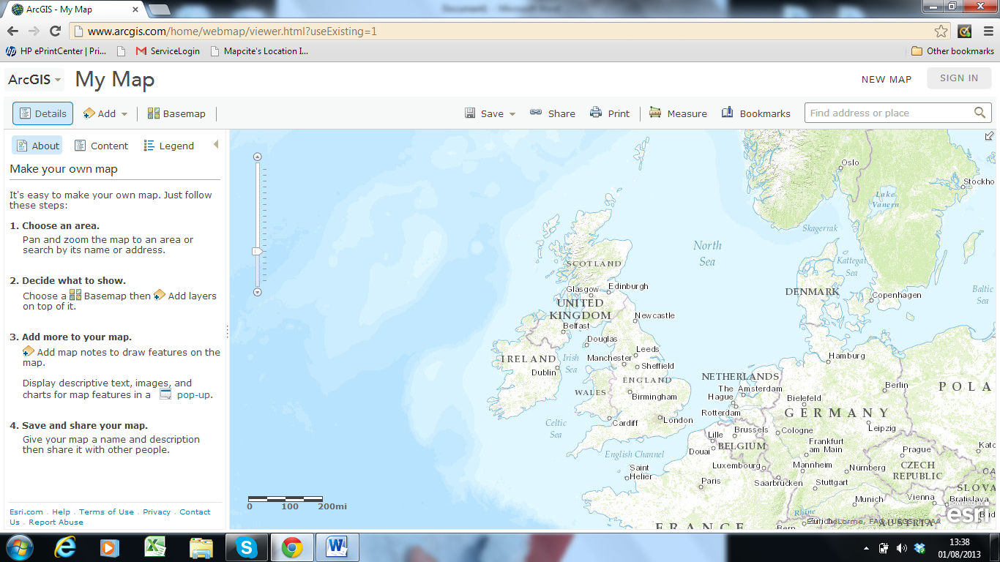 Document1 - Microsoft Word
ArcGIS - My Map
www.arcgis.com/home/webmap/viewer.html?useExisting=1
HP ePrintCenter | Pri...
ServiceLogin
Mapcite's Location I...
Other bookmarks
ArcGIS
My Map
NEW MAP
SIGN IN
Details
Add
Basemap
Save
Share
Print
Measure
Bookmarks
Find address or place
About
Content
Legend
Make your own map
It's easy to make your own map. Just follow
these steps:
1. Choose an area.
Pan and zoom the map to an area or
search by its name or address.
2. Decide what to show.
Choose a Basemap then Add layers
on top of it.
3. Add more to your map.
Add map notes to draw features on the
map.
Display descriptive text, images, and
charts for map features in a pop-up.
4. Save and share your map.
Give your map a name and description
then share it with other people.
Esri.com . Help . Terms of Use . Privacy . Contact
Us . Report Abuse
Oslo
Stockho
Lake
Vanern
Skagerrak
North
Sea
Kattegat
Sea
SCOTLAND
Edinburgh
Glasgow
DENMARK
Copenhagen
Baltic
Sea
UNITED
KINGDOM
Newcastle
Belfast
Douglas
Leeds
Manchester
Sheffield
IRELAND
Irish
Sea
Dublin
ENGLAND
WALES
Birmingham
Hamburg
NETHERLANDS
The
Hague
Amsterdam
Rotterdam
Bielefeld
Berlin
POLA
GERMANY
Celtic
Sea
Cardiff
London
Lille
Brussels
Cologne
Leipzig
BELGIUM
Douai
Frankfurt
am Main
Prague
Kato
English Channel
Saint
Helier
Luxembourg
Mannheim
Nürnberg
CZECH
REPUBLIC
Paris
Saarbrucken
Stuttgart
SLOVA
Munich
Vienna
Bratislava
Rhine
Bern
Bud
FRANCE
AUSTRIA
0 100 200mi
POWERED BY
esri
13:38
01/08/2013